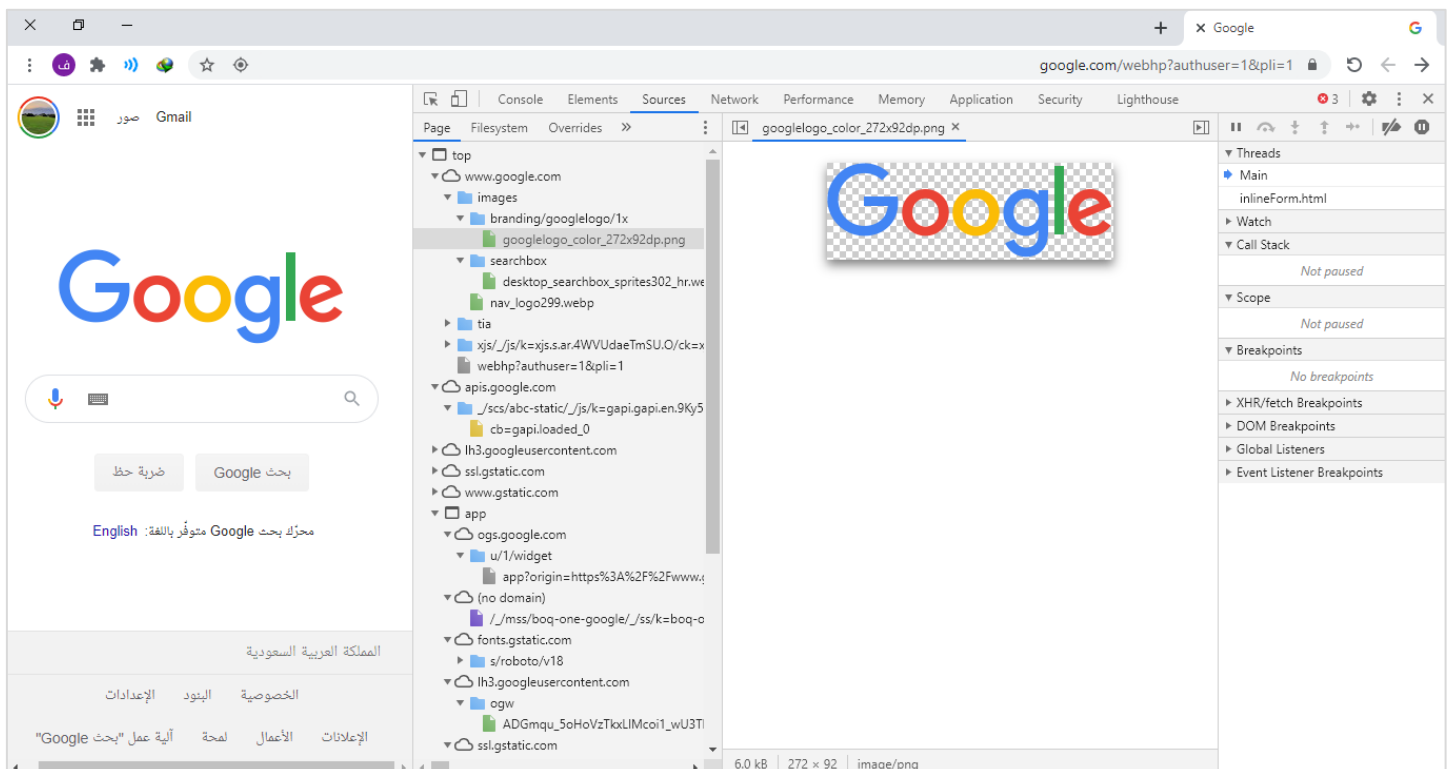 Google
google.com/webhp?authuser=1&pli=1
ف
Gmail
صور
Google
بحث Google
ضربة حظ
محرّك بحث Google متوفّر باللغة: English
المملكة العربية السعودية
الخصوصية البنود الإعدادات
الإعلانات الأعمال لمحة آلية عمل "بحث Google"
Console Elements Sources Network Performance Memory Application Security Lighthouse 3
Page Filesystem Overrides
top
www.google.com
images
branding/googlelogo/1x
googlelogo_color_272x92dp.png
searchbox
desktop_searchbox_sprites302_hr.we
nav_logo299.webp
tia
xjs/_/js/k=xjs.s.ar.4WVUdaeTmSU.O/ck=x
webhp?authuser=1&pli=1
apis.google.com
_/scs/abc-static/_/js/k=gapi.gapi.en.9Ky5
cb=gapi.loaded_0
lh3.googleusercontent.com
ssl.gstatic.com
www.gstatic.com
app
ogs.google.com
u/1/widget
app?origin=https%3A%2F%2Fwww.g
(no domain)
/_/mss/boq-one-google/_/ss/k=boq-o
fonts.gstatic.com
s/roboto/v18
lh3.googleusercontent.com
ogw
ADGmqu_5oHoVzTkxLIMcoi1_wU3Tl
ssl.gstatic.com
googlelogo_color_272x92dp.png
Google
6.0 kB 272 × 92 image/png
Threads
Main
inlineForm.html
Watch
Call Stack
Not paused
Scope
Not paused
Breakpoints
No breakpoints
XHR/fetch Breakpoints
DOM Breakpoints
Global Listeners
Event Listener Breakpoints